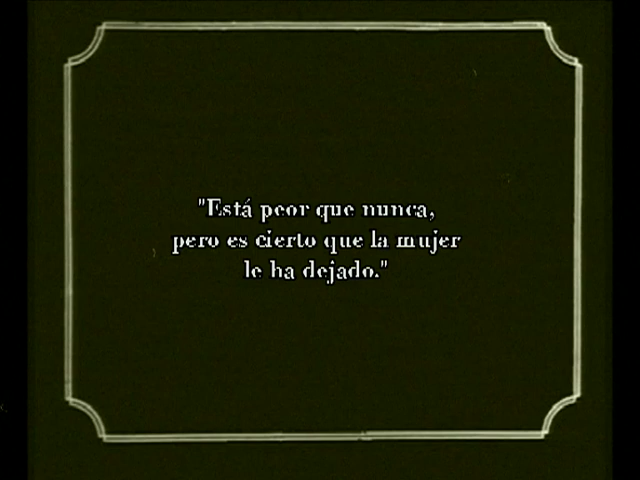 "Está peor que nunca,
pero es cierto que la mujer
le ha dejado."